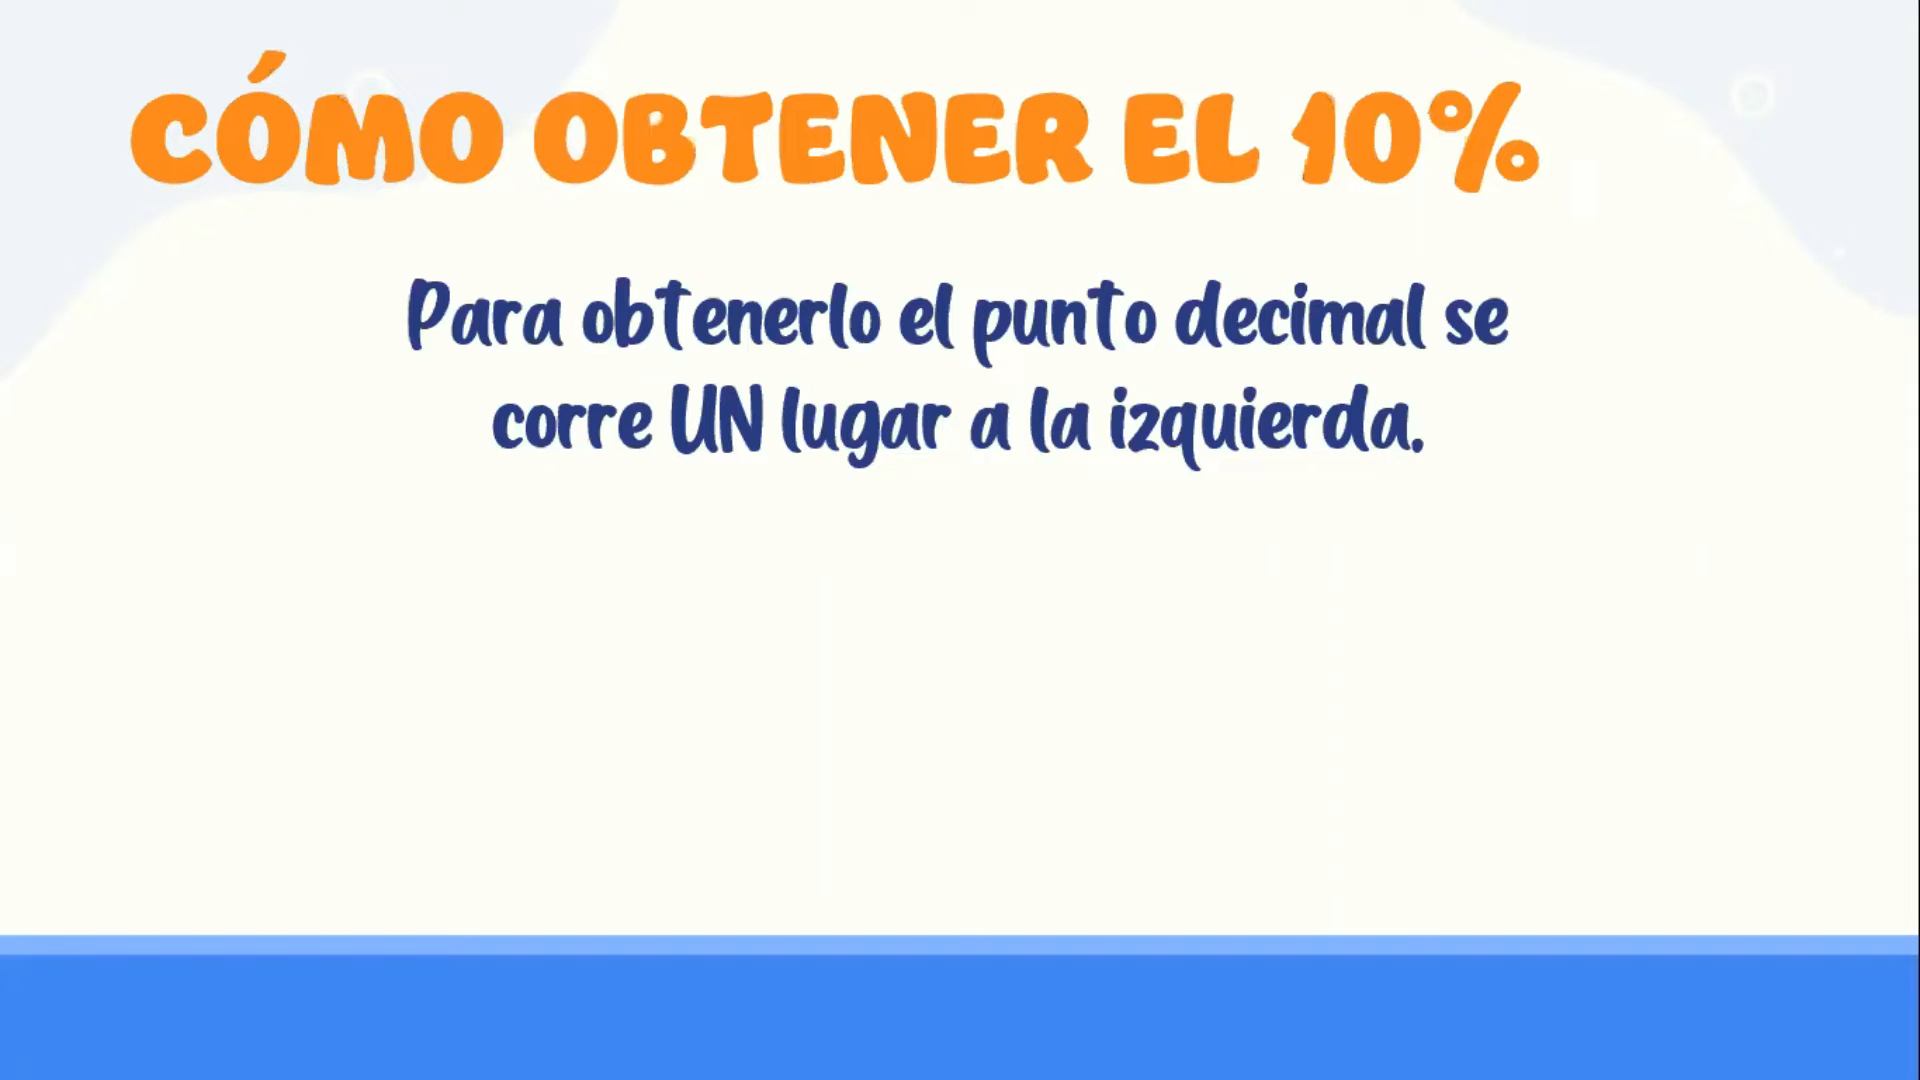 CÓMO OBTENER EL 10%
Para obtenerlo el punto decimal se
corre UN lugar a la izquierda.